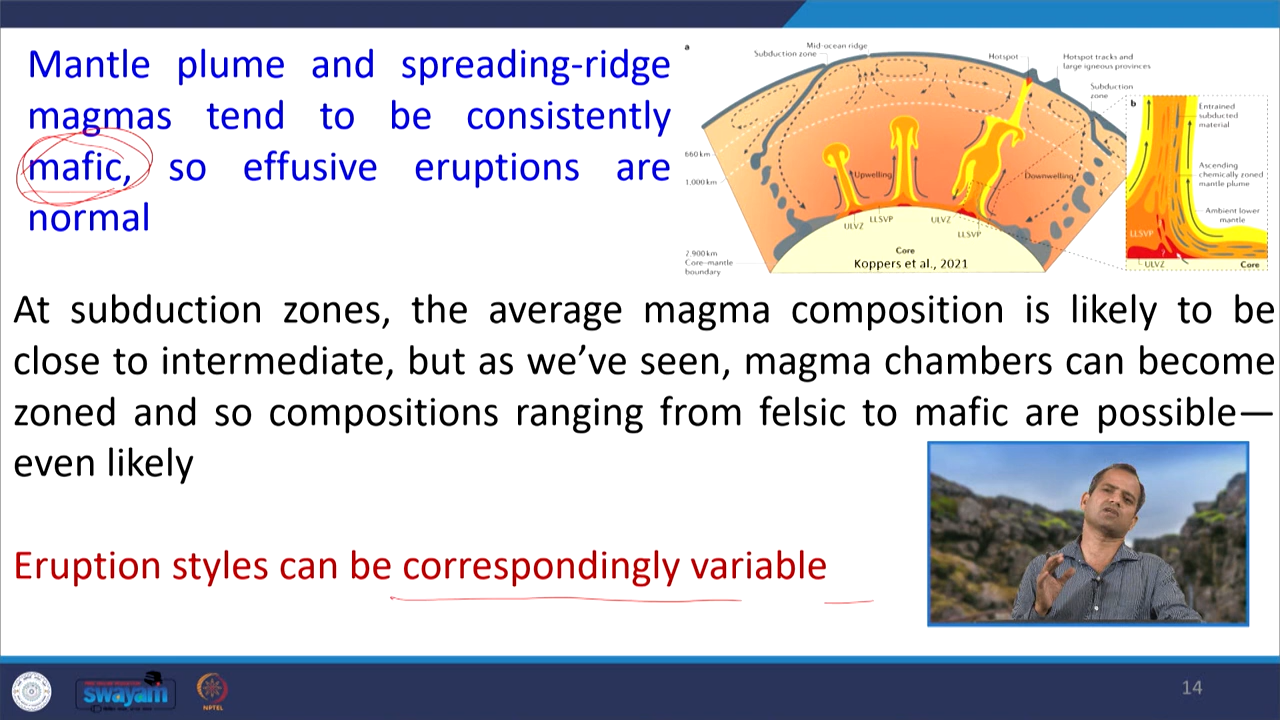 Mantle plume and spreading-ridge
magmas tend to be consistently
mafic, so effusive eruptions are
normal
a
Mid-ocean ridge
Subduction zone
Hotspot
Hotspot tracks and
large igneous provinces
Subduction
zone
660 km
1,000 km
2,900 km
Core–mantle
boundary
Upwelling
Downwelling
ULVZ
LLSVP
ULVZ
LLSVP
Core
Koppers et al., 2021
b
Entrained
subducted
material
Ascending
chemically zoned
mantle plume
Ambient lower
mantle
LLSVP
ULVZ
Core
At subduction zones, the average magma composition is likely to be
close to intermediate, but as we’ve seen, magma chambers can become
zoned and so compositions ranging from felsic to mafic are possible—
even likely
Eruption styles can be correspondingly variable
swayam
NPTEL
14